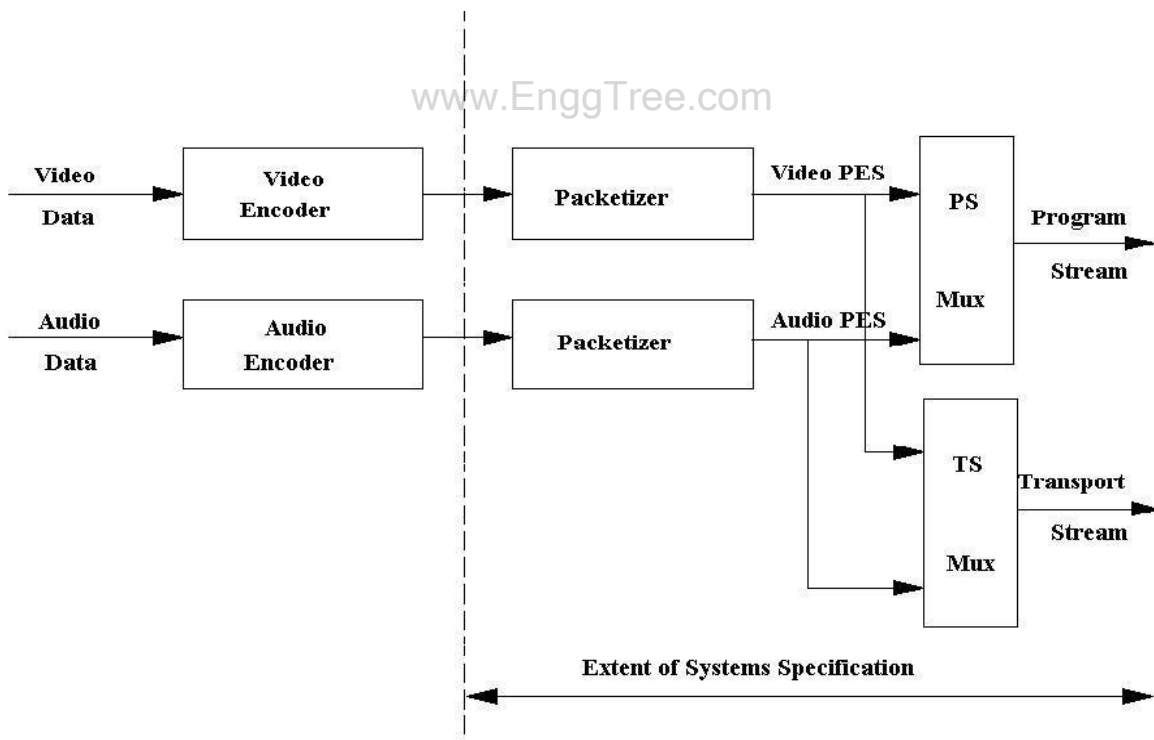 www.EnggTree.com
Video
Data
Video
Encoder
Packetizer
Video PES
PS
Mux
Program
Stream
Audio
Data
Audio
Encoder
Packetizer
Audio PES
TS
Mux
Transport
Stream
Extent of Systems Specification